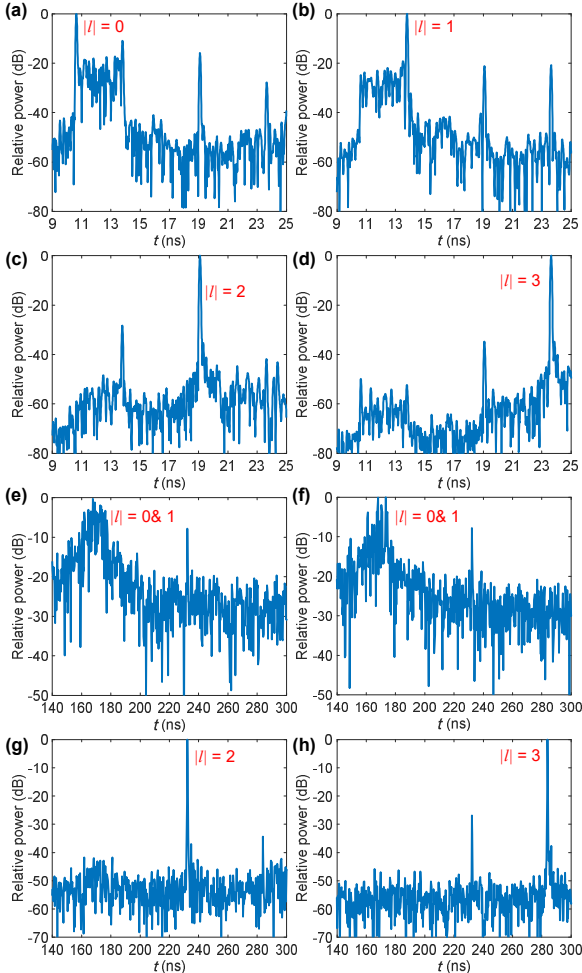 (a)
|l| = 0
Relative power (dB)
0
-20
-40
-60
-80
9 11 13 15 17 19 21 23 25
t (ns)
(b)
|l| = 1
Relative power (dB)
0
-20
-40
-60
-80
9 11 13 15 17 19 21 23 25
t (ns)
(c)
|l| = 2
Relative power (dB)
0
-20
-40
-60
-80
9 11 13 15 17 19 21 23 25
t (ns)
(d)
|l| = 3
Relative power (dB)
0
-20
-40
-60
-80
9 11 13 15 17 19 21 23 25
t (ns)
(e)
|l| = 0& 1
Relative power (dB)
0
-10
-20
-30
-40
-50
140 160 180 200 220 240 260 280 300
t (ns)
(f)
|l| = 0& 1
Relative power (dB)
0
-10
-20
-30
-40
-50
140 160 180 200 220 240 260 280 300
t (ns)
(g)
|l| = 2
Relative power (dB)
0
-10
-20
-30
-40
-50
-60
-70
140 160 180 200 220 240 260 280 300
t (ns)
(h)
|l| = 3
Relative power (dB)
0
-10
-20
-30
-40
-50
-60
-70
140 160 180 200 220 240 260 280 300
t (ns)